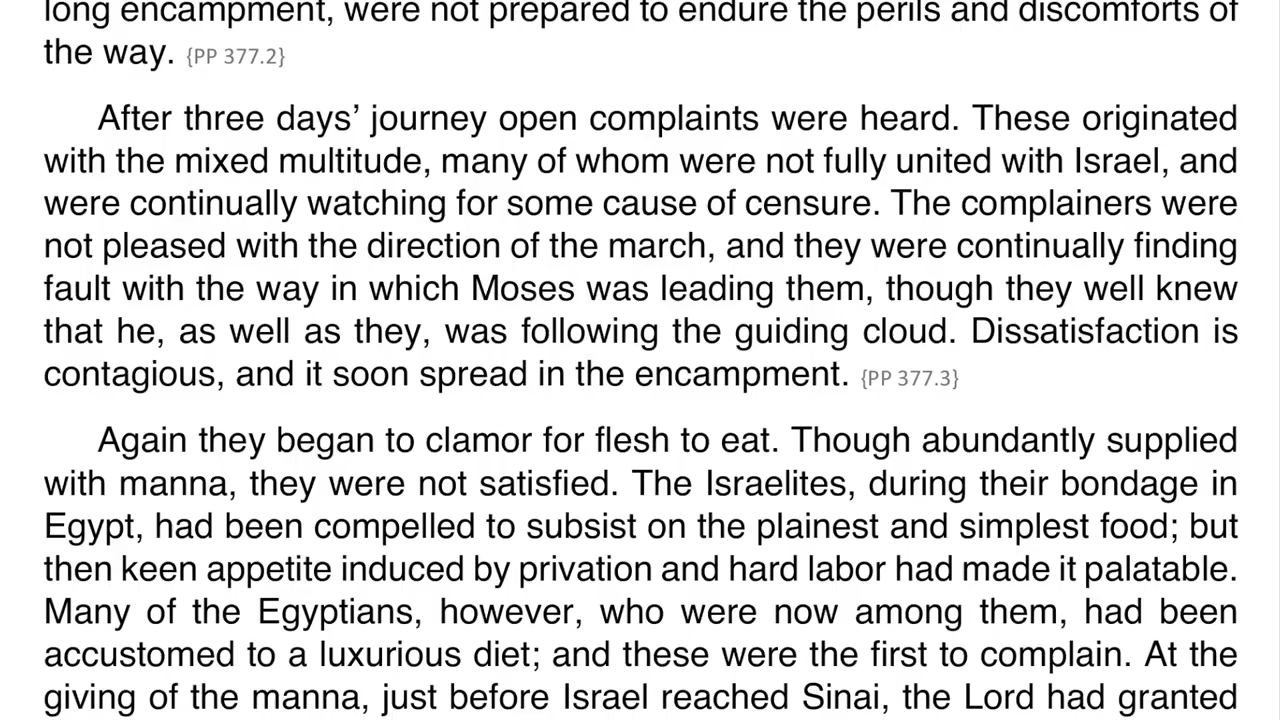 long encampment, were not prepared to endure the perils and discomforts of
the way. {PP 377.2}
After three days’ journey open complaints were heard. These originated
with the mixed multitude, many of whom were not fully united with Israel, and
were continually watching for some cause of censure. The complainers were
not pleased with the direction of the march, and they were continually finding
fault with the way in which Moses was leading them, though they well knew
that he, as well as they, was following the guiding cloud. Dissatisfaction is
contagious, and it soon spread in the encampment. {PP 377.3}
Again they began to clamor for flesh to eat. Though abundantly supplied
with manna, they were not satisfied. The Israelites, during their bondage in
Egypt, had been compelled to subsist on the plainest and simplest food; but
then keen appetite induced by privation and hard labor had made it palatable.
Many of the Egyptians, however, who were now among them, had been
accustomed to a luxurious diet; and these were the first to complain. At the
giving of the manna, just before Israel reached Sinai, the Lord had granted